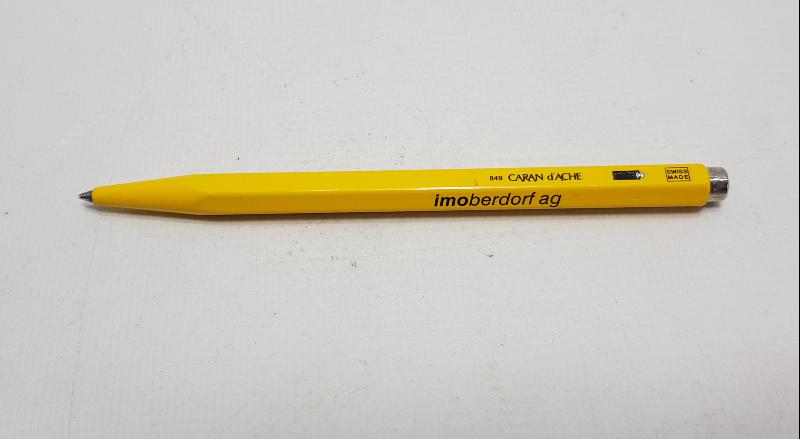 849 CARAN d'ACHE
SWISS
MADE
imoberdorf ag